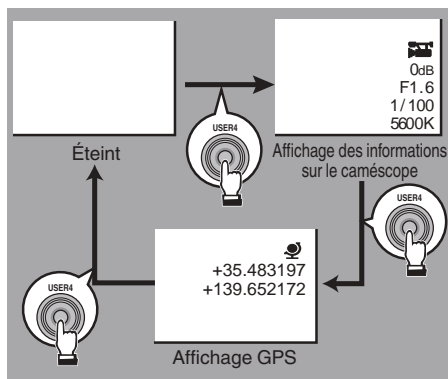 0dB
F1.6
1/100
5600K
USER4
Éteint
Affichage des informations
sur le caméscope
USER4
+35.483197
+139.652172
USER4
Affichage GPS